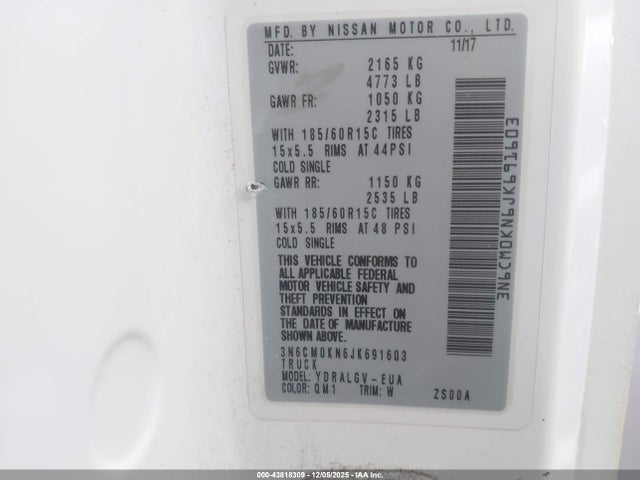 MFD. BY NISSAN MOTOR CO., LTD.
DATE: 11/17
GVWR: 2165 KG
4773 LB
GAWR FR: 1050 KG
2315 LB
WITH 185/60R15C TIRES
15x5.5 RIMS AT 44PSI
COLD SINGLE
GAWR RR: 1150 KG
2535 LB
WITH 185/60R15C TIRES
15x5.5 RIMS AT 48 PSI
COLD SINGLE
THIS VEHICLE CONFORMS TO
ALL APPLICABLE FEDERAL
MOTOR VEHICLE SAFETY AND
THEFT PREVENTION
STANDARDS IN EFFECT ON
THE DATE OF MANUFACTURE
SHOWN ABOVE.
3N6CM0KN6JK691603
TRUCK
MODEL: YDRALGV-EUA
COLOR: QM1 TRIM: W ZS00A
3N6CM0KN6JK691603
000-43818309 - 12/05/2025 - COPYRIGHT IAA, LLC